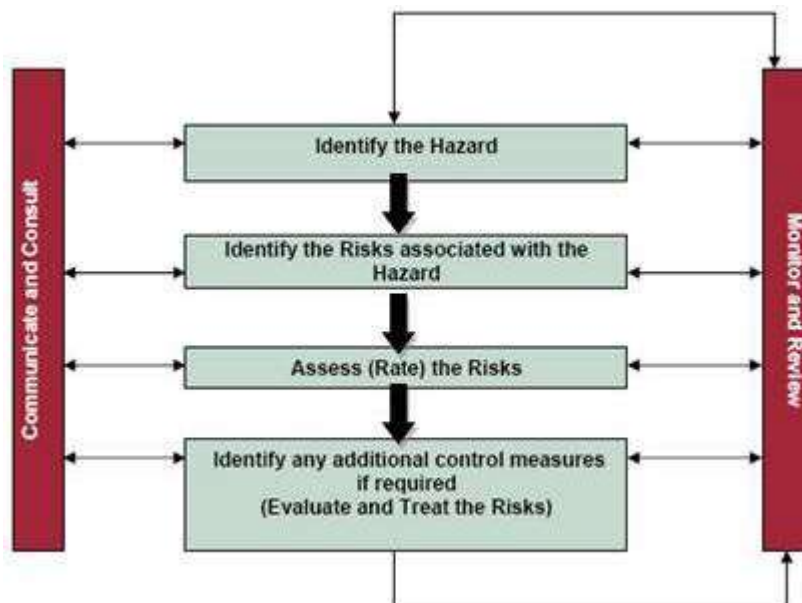 Communicate and Consult
Identify the Hazard
Identify the Risks associated with the
Hazard
Assess (Rate) the Risks
Identify any additional control measures
if required
(Evaluate and Treat the Risks)
Monitor and Review